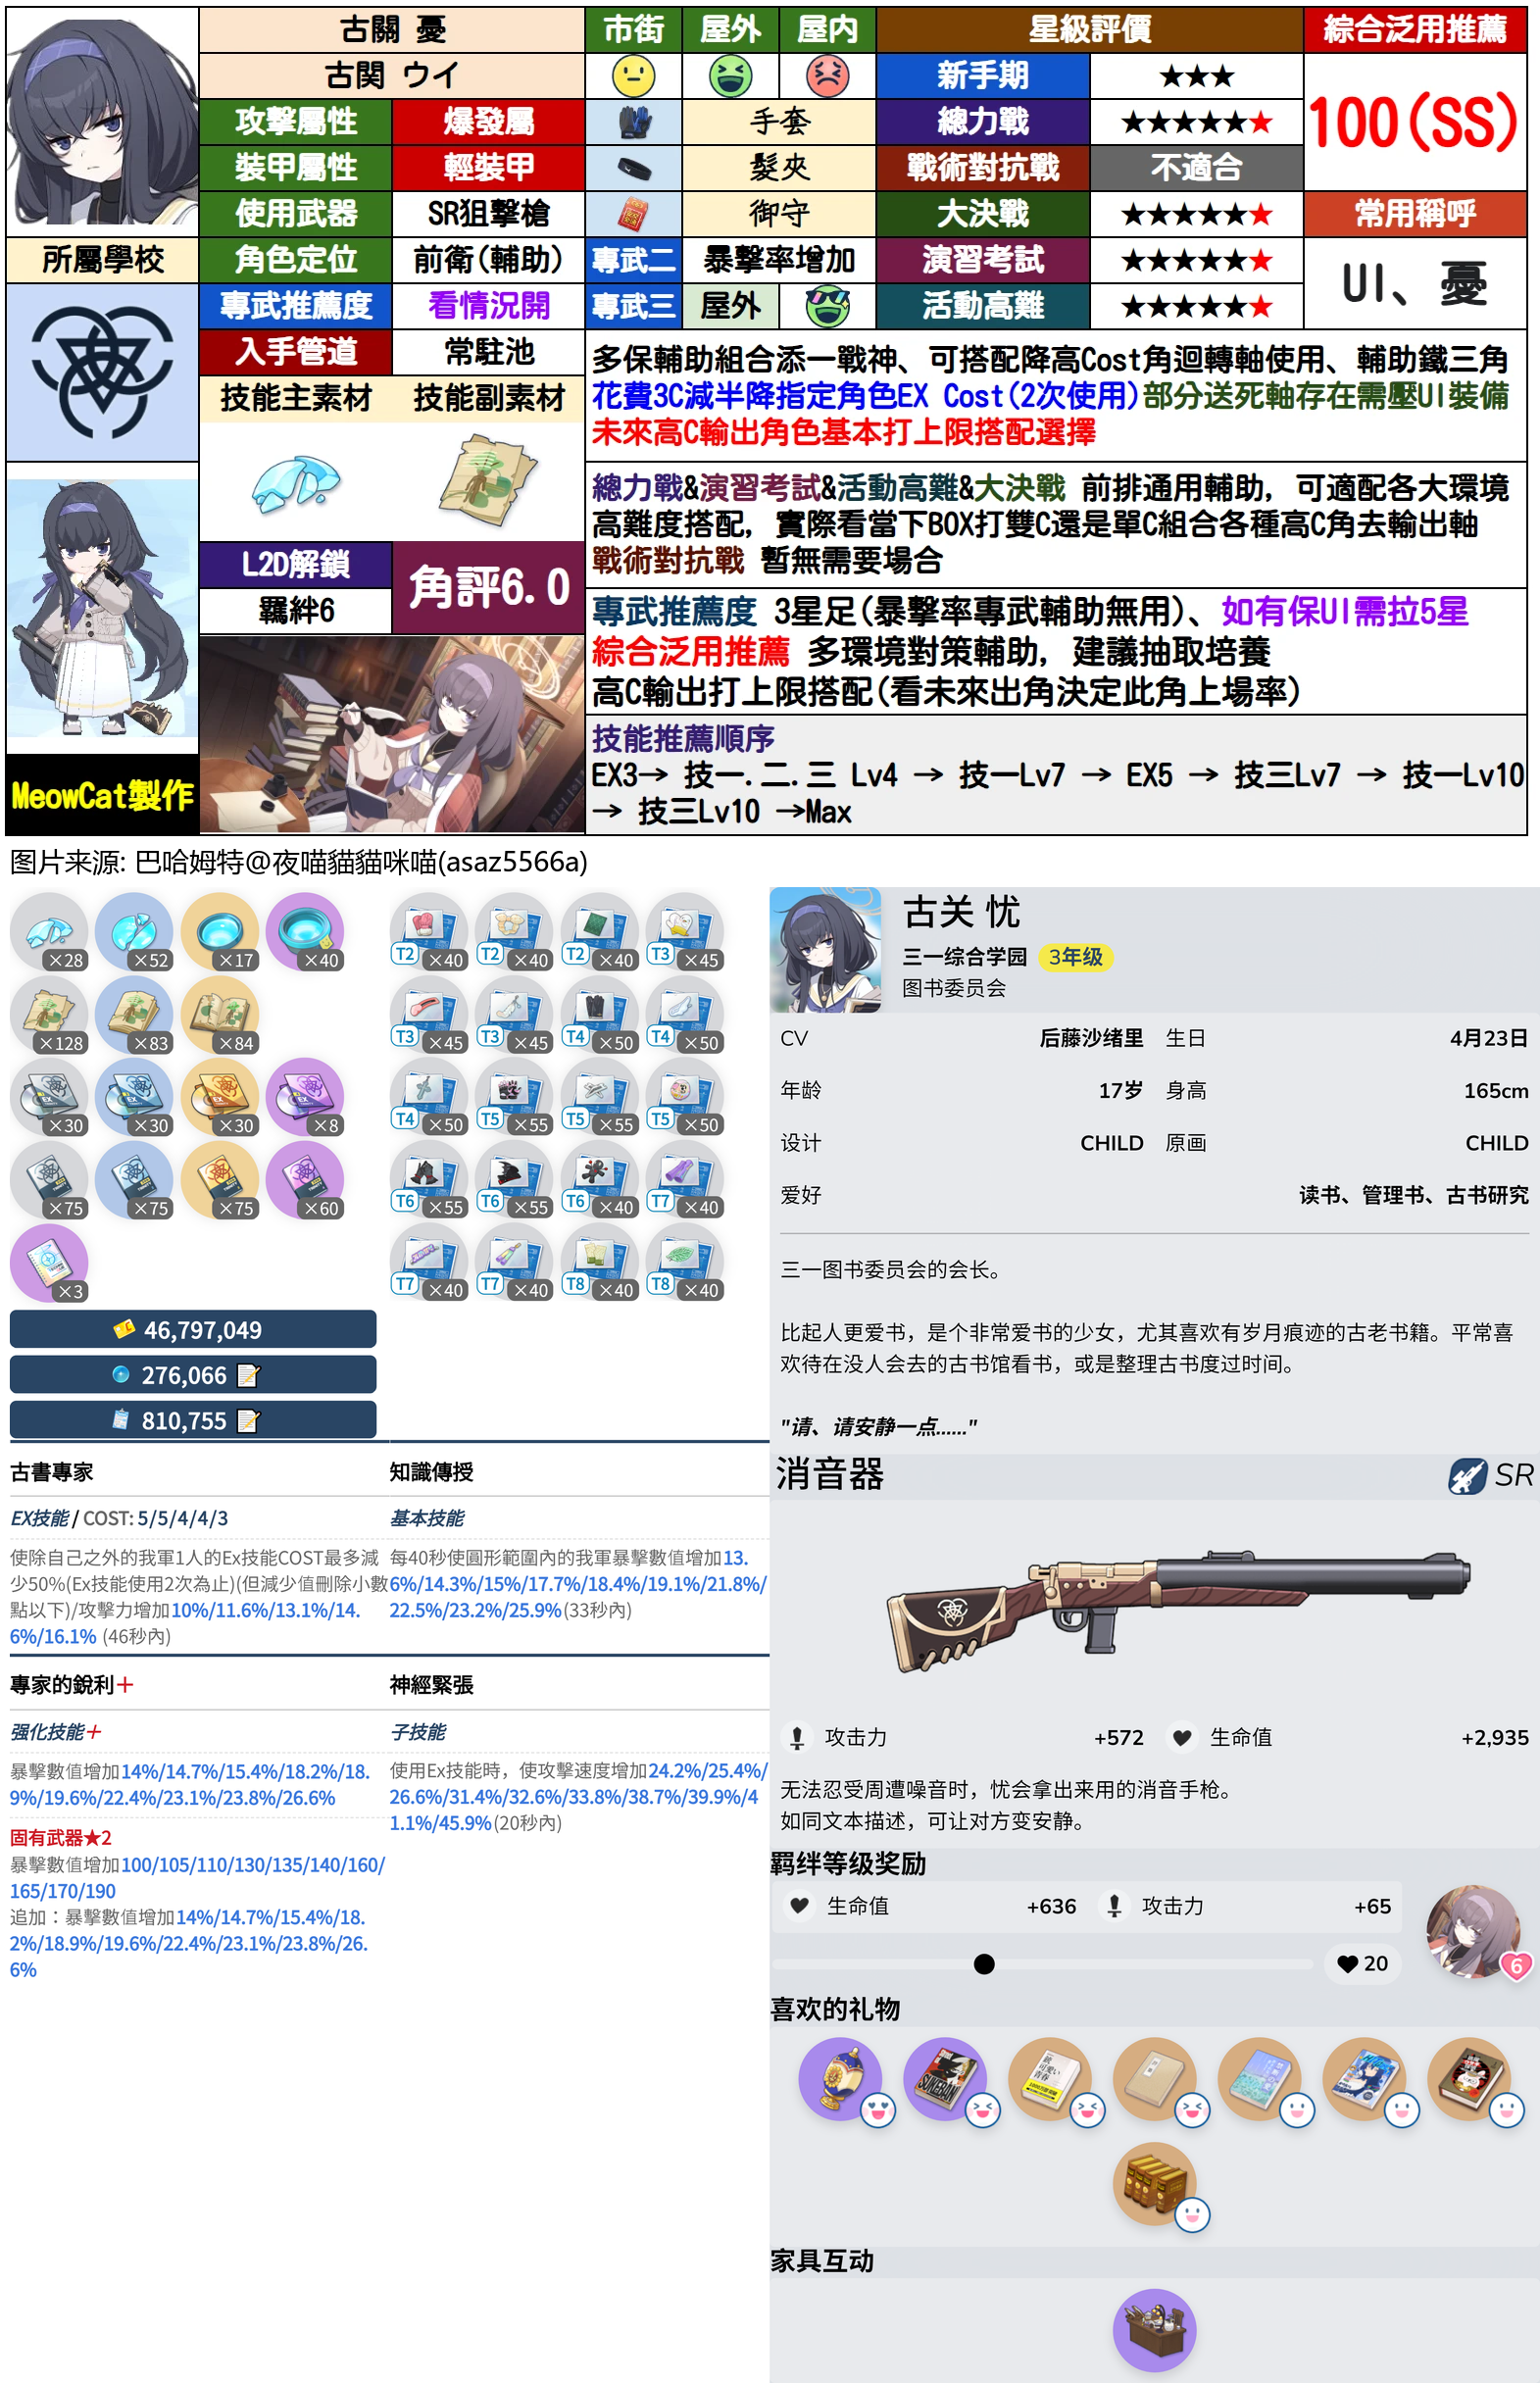 古關 憂
市街
屋外
屋內
星級評價
綜合泛用推薦
古関 ウイ
新手期
★★★
100(SS)
攻擊屬性
爆發屬
手套
總力戰
★★★★★★
裝甲屬性
輕裝甲
髮夾
戰術對抗戰
不適合
使用武器
SR狙擊槍
御守
大決戰
★★★★★★
常用稱呼
所屬學校
角色定位
前衛(輔助)
專武二
暴擊率增加
演習考試
★★★★★★
UI、憂
專武推薦度
看情況開
專武三
屋外
活動高難
★★★★★★
入手管道
常駐池
技能主素材
技能副素材
多保輔助組合添一戰神、可搭配降高Cost角迴轉軸使用、輔助鐵三角
花費3C減半降指定角色EX Cost(2次使用)部分送死軸存在需壓UI裝備
未來高C輸出角色基本打上限搭配選擇
總力戰&演習考試&活動高難&大決戰 前排通用輔助, 可適配各大環境
高難度搭配, 實際看當下BOX打雙C還是單C組合各種高C角去輸出軸
戰術對抗戰 暫無需要場合
L2D解鎖
角評6.0
羈絆6
專武推薦度 3星足(暴擊率專武輔助無用)、如有保UI需拉5星
綜合泛用推薦 多環境對策輔助, 建議抽取培養
高C輸出打上限搭配(看未來出角決定此角上場率)
技能推薦順序
EX3→ 技一.二.三 Lv4 → 技一Lv7 → EX5 → 技三Lv7 → 技一Lv10
→ 技三Lv10 →Max
MeowCat製作
图片来源: 巴哈姆特@夜喵貓貓咪喵(asaz5566a)
×28
×52
×17
×40
T2 ×40
T2 ×40
T2 ×40
T3 ×45
×128
×83
×84
T3 ×45
T3 ×45
T4 ×50
T4 ×50
×30
×30
×30
×8
T4 ×50
T5 ×55
T5 ×55
T5 ×50
×75
×75
×75
×60
T6 ×55
T6 ×55
T6 ×40
T7 ×40
×3
T7 ×40
T7 ×40
T8 ×40
T8 ×40
46,797,049
276,066
810,755
古关 忧
三一综合学园 3年级
图书委员会
CV 后藤沙绪里 生日 4月23日
年龄 17岁 身高 165cm
设计 CHILD 原画 CHILD
爱好 读书、管理书、古书研究
三一图书委员会的会长。
比起人更爱书，是个非常爱书的少女，尤其喜欢有岁月痕迹的古老书籍。平常喜
欢待在没人会去的古书馆看书，或是整理古书度过时间。
"请、请安静一点......"
古書專家
EX技能 / COST: 5/5/4/4/3
使除自己之外的我軍1人的Ex技能COST最多減
少50%(Ex技能使用2次為止)(但減少值刪除小數
點以下)/攻擊力增加10%/11.6%/13.1%/14.
6%/16.1% (46秒內)
知識傳授
基本技能
每40秒使圓形範圍內的我軍暴擊數值增加13.
6%/14.3%/15%/17.7%/18.4%/19.1%/21.8%/
22.5%/23.2%/25.9%(33秒內)
專家的銳利+
强化技能+
暴擊數值增加14%/14.7%/15.4%/18.2%/18.
9%/19.6%/22.4%/23.1%/23.8%/26.6%
固有武器★2
暴擊數值增加100/105/110/130/135/140/160/
165/170/190
追加：暴擊數值增加14%/14.7%/15.4%/18.
2%/18.9%/19.6%/22.4%/23.1%/23.8%/26.
6%
神經緊張
子技能
使用Ex技能時，使攻擊速度增加24.2%/25.4%/
26.6%/31.4%/32.6%/33.8%/38.7%/39.9%/4
1.1%/45.9%(20秒內)
消音器
SR
攻击力 +572 生命值 +2,935
无法忍受周遭噪音时，忧会拿出来用的消音手枪。
如同文本描述，可让对方变安静。
羁绊等级奖励
生命值 +636 攻击力 +65
20
6
喜欢的礼物
SUKEBAN
家具互动